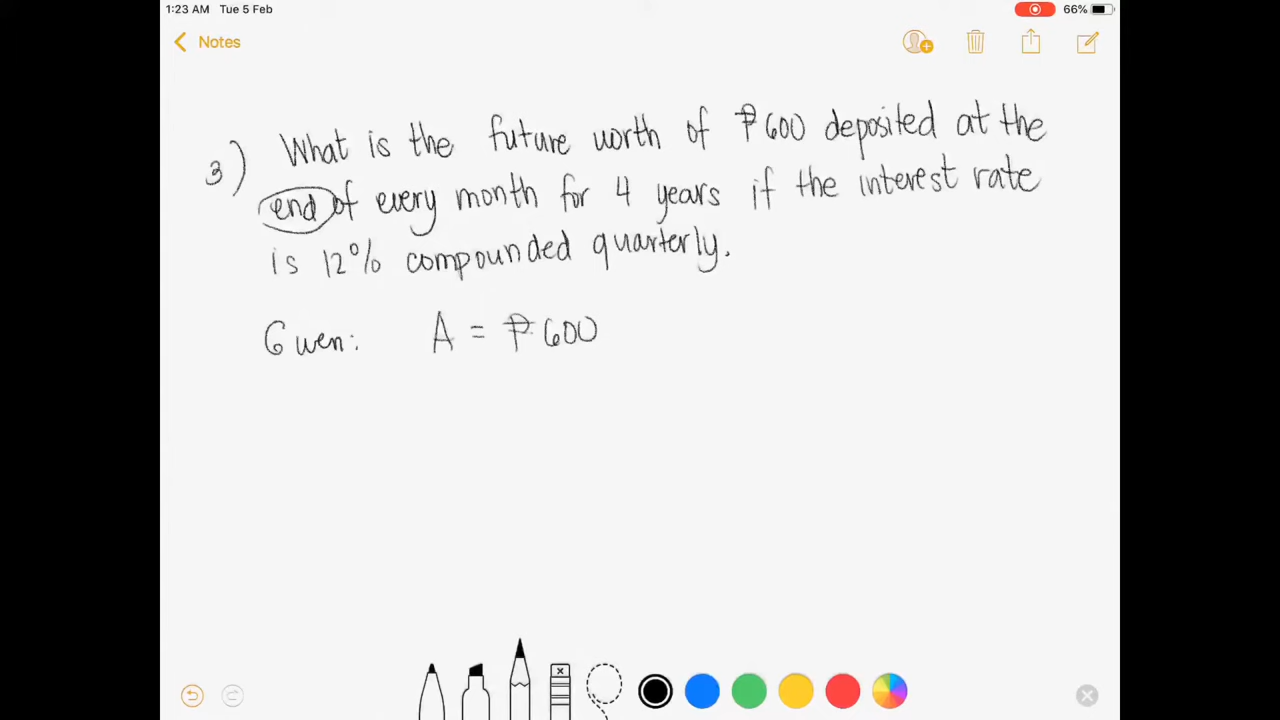 1:23 AM Tue 5 Feb
66%
Notes
3) What is the future worth of ₱600 deposited at the
end of every month for 4 years if the interest rate
is 12% compounded quarterly.
Given: A = ₱600